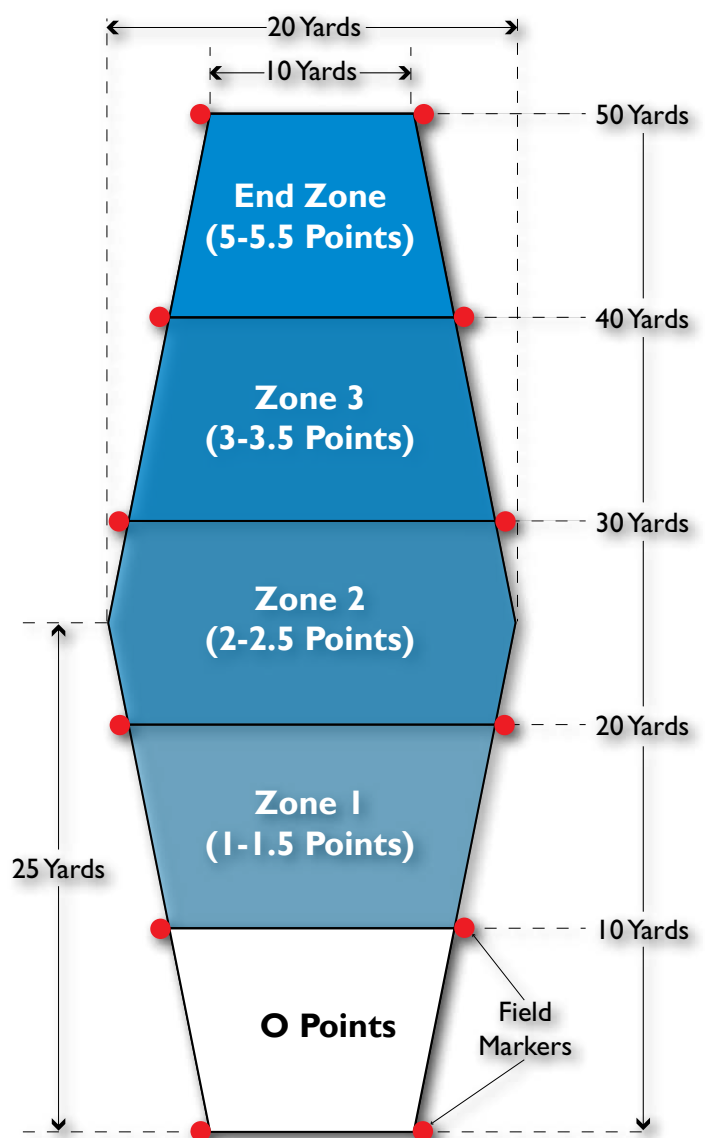 20 Yards
10 Yards
50 Yards
End Zone
(5-5.5 Points)
40 Yards
Zone 3
(3-3.5 Points)
30 Yards
Zone 2
(2-2.5 Points)
20 Yards
Zone 1
(1-1.5 Points)
25 Yards
10 Yards
O Points
Field
Markers